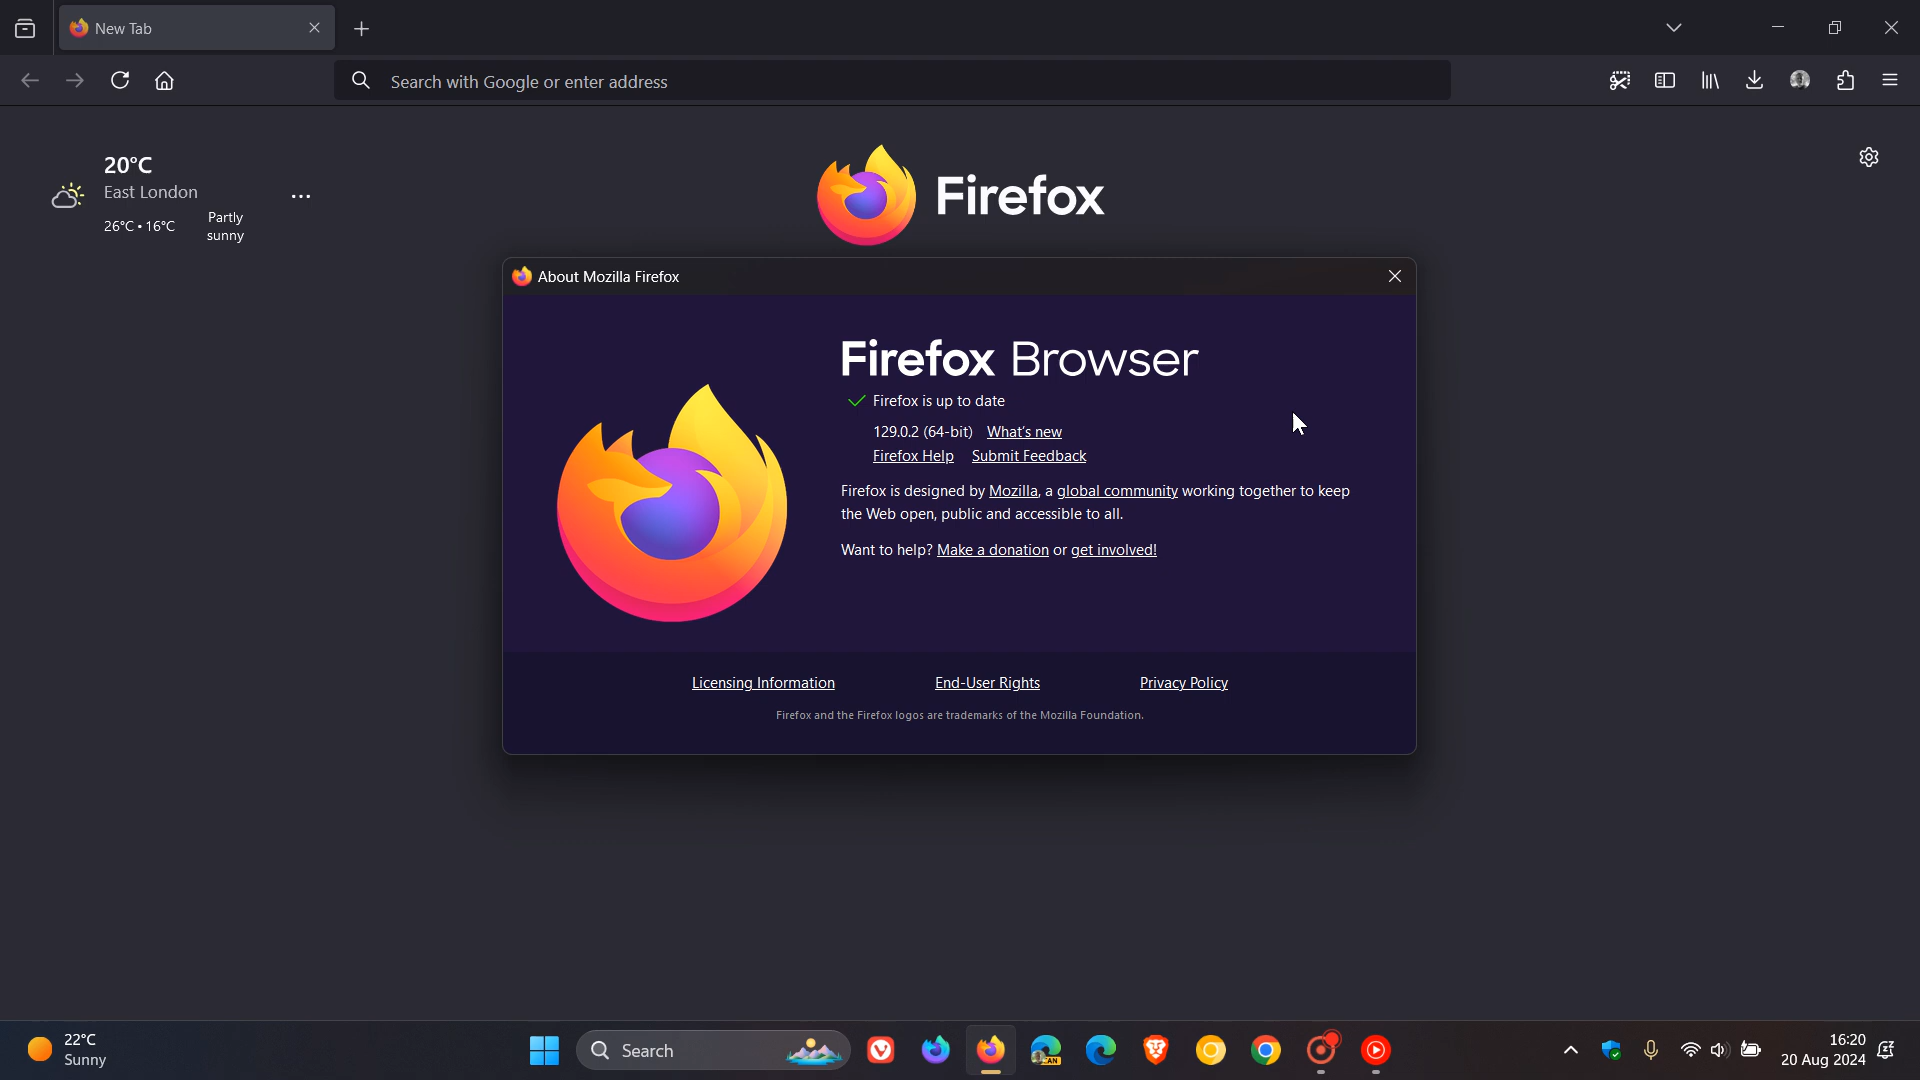 New Tab
Search with Google or enter address
20°C
East London
26°C • 16°C
Partly
sunny
Firefox
About Mozilla Firefox
Firefox Browser
Firefox is up to date
129.0.2 (64-bit) What's new
Firefox Help Submit Feedback
Firefox is designed by Mozilla, a global community working together to keep
the Web open, public and accessible to all.
Want to help? Make a donation or get involved!
Licensing Information End-User Rights Privacy Policy
Firefox and the Firefox logos are trademarks of the Mozilla Foundation.
22°C
Sunny
Search
CAN
16:20
20 Aug 2024